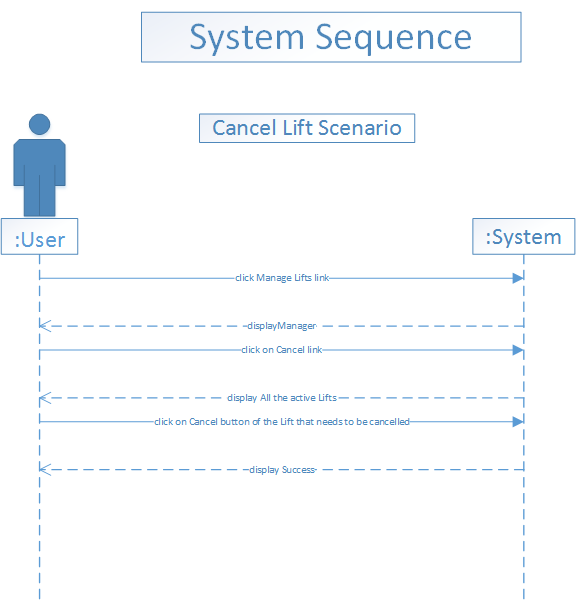 System Sequence
Cancel Lift Scenario
:User
:System
click Manage Lifts link
displayManager
click on Cancel link
display All the active Lifts
click on Cancel button of the Lift that needs to be cancelled
display Success